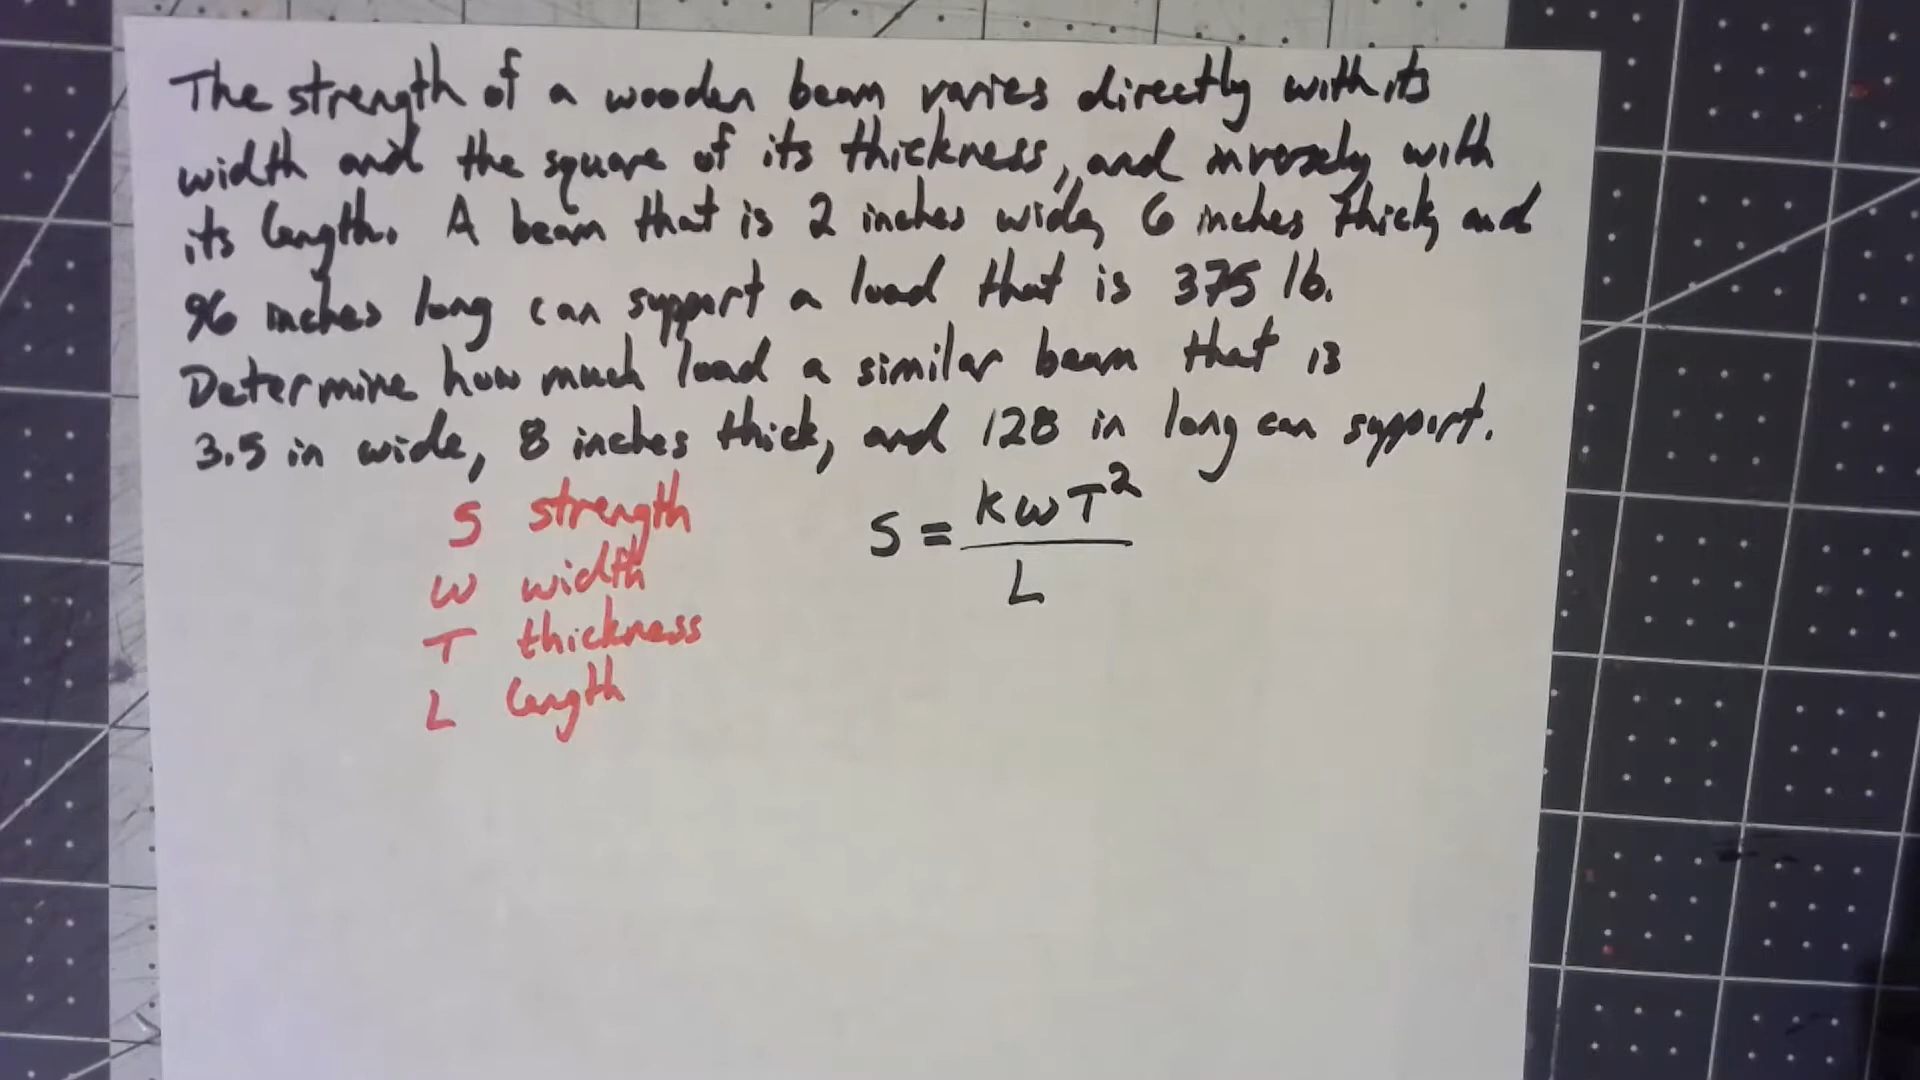 The strength of a wooden beam varies directly with its
width and the square of its thickness, and inversely with
its length. A beam that is 2 inches wide, 6 inches thick, and
96 inches long can support a load that is 375 lb.
Determine how much load a similar beam that is
3.5 in wide, 8 inches thick, and 128 in long can support.
S strength
w width
T thickness
L length
S = kwT²
L